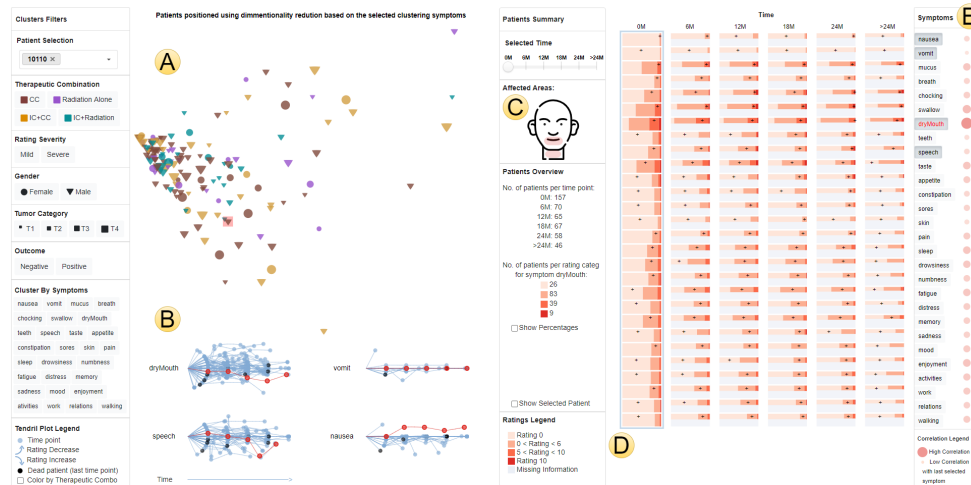 Clusters Filters
Patient Selection
10110 ×
Therapeutic Combination
CC
Radiation Alone
IC+CC
IC+Radiation
Rating Severity
Mild Severe
Gender
Female Male
Tumor Category
T1 T2 T3 T4
Outcome
Negative Positive
Cluster By Symptoms
nausea vomit mucus breath
chocking swallow dryMouth
teeth speech taste appetite
constipation sores skin pain
sleep drowsiness numbness
fatigue distress memory
sadness mood enjoyment
ativities work relations walking
Tendril Plot Legend
Time point
Rating Decrease
Rating Increase
Dead patient (last time point)
Color by Therapeutic Combo
Patients positioned using dimmentionality redution based on the selected clustering symptoms
A
B
dryMouth
vomit
speech
nausea
Time
Patients Summary
Selected Time
0M 6M 12M 18M 24M >24M
Affected Areas:
C
Patients Overview
No. of patients per time point:
0M: 157
6M: 70
12M: 65
18M: 67
24M: 58
>24M: 46
No. of patients per rating categ
for symptom dryMouth:
26
83
39
9
Show Percentages
Show Selected Patient
Ratings Legend
Rating 0
0 < Rating < 6
5 < Rating < 10
Rating 10
Missing Information
Time
0M 6M 12M 18M 24M >24M
D
Symptoms
E
nausea
vomit
mucus
breath
chocking
swallow
dryMouth
teeth
speech
taste
appetite
constipation
sores
skin
pain
sleep
drowsiness
numbness
fatigue
distress
memory
sadness
mood
enjoyment
activities
work
relations
walking
Correlation Legend
High Correlation
Low Correlation
with last selected
symptom